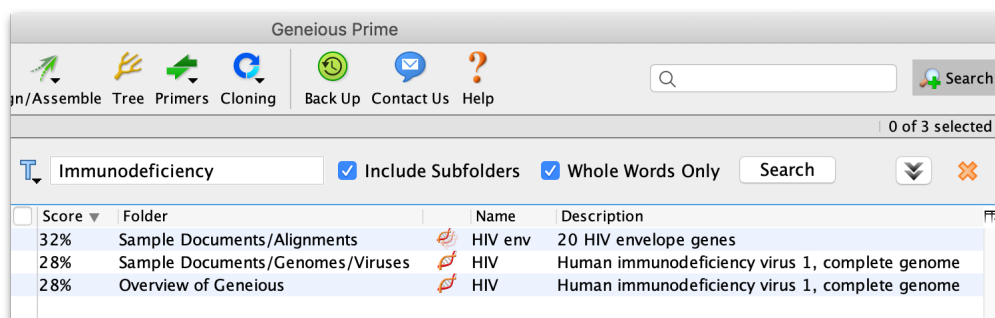 Geneious Prime
gn/Assemble Tree Primers Cloning Back Up Contact Us Help Search
0 of 3 selected
Immunodeficiency Include Subfolders Whole Words Only Search
Score Folder Name Description
32% Sample Documents/Alignments HIV env 20 HIV envelope genes
28% Sample Documents/Genomes/Viruses HIV Human immunodeficiency virus 1, complete genome
28% Overview of Geneious HIV Human immunodeficiency virus 1, complete genome